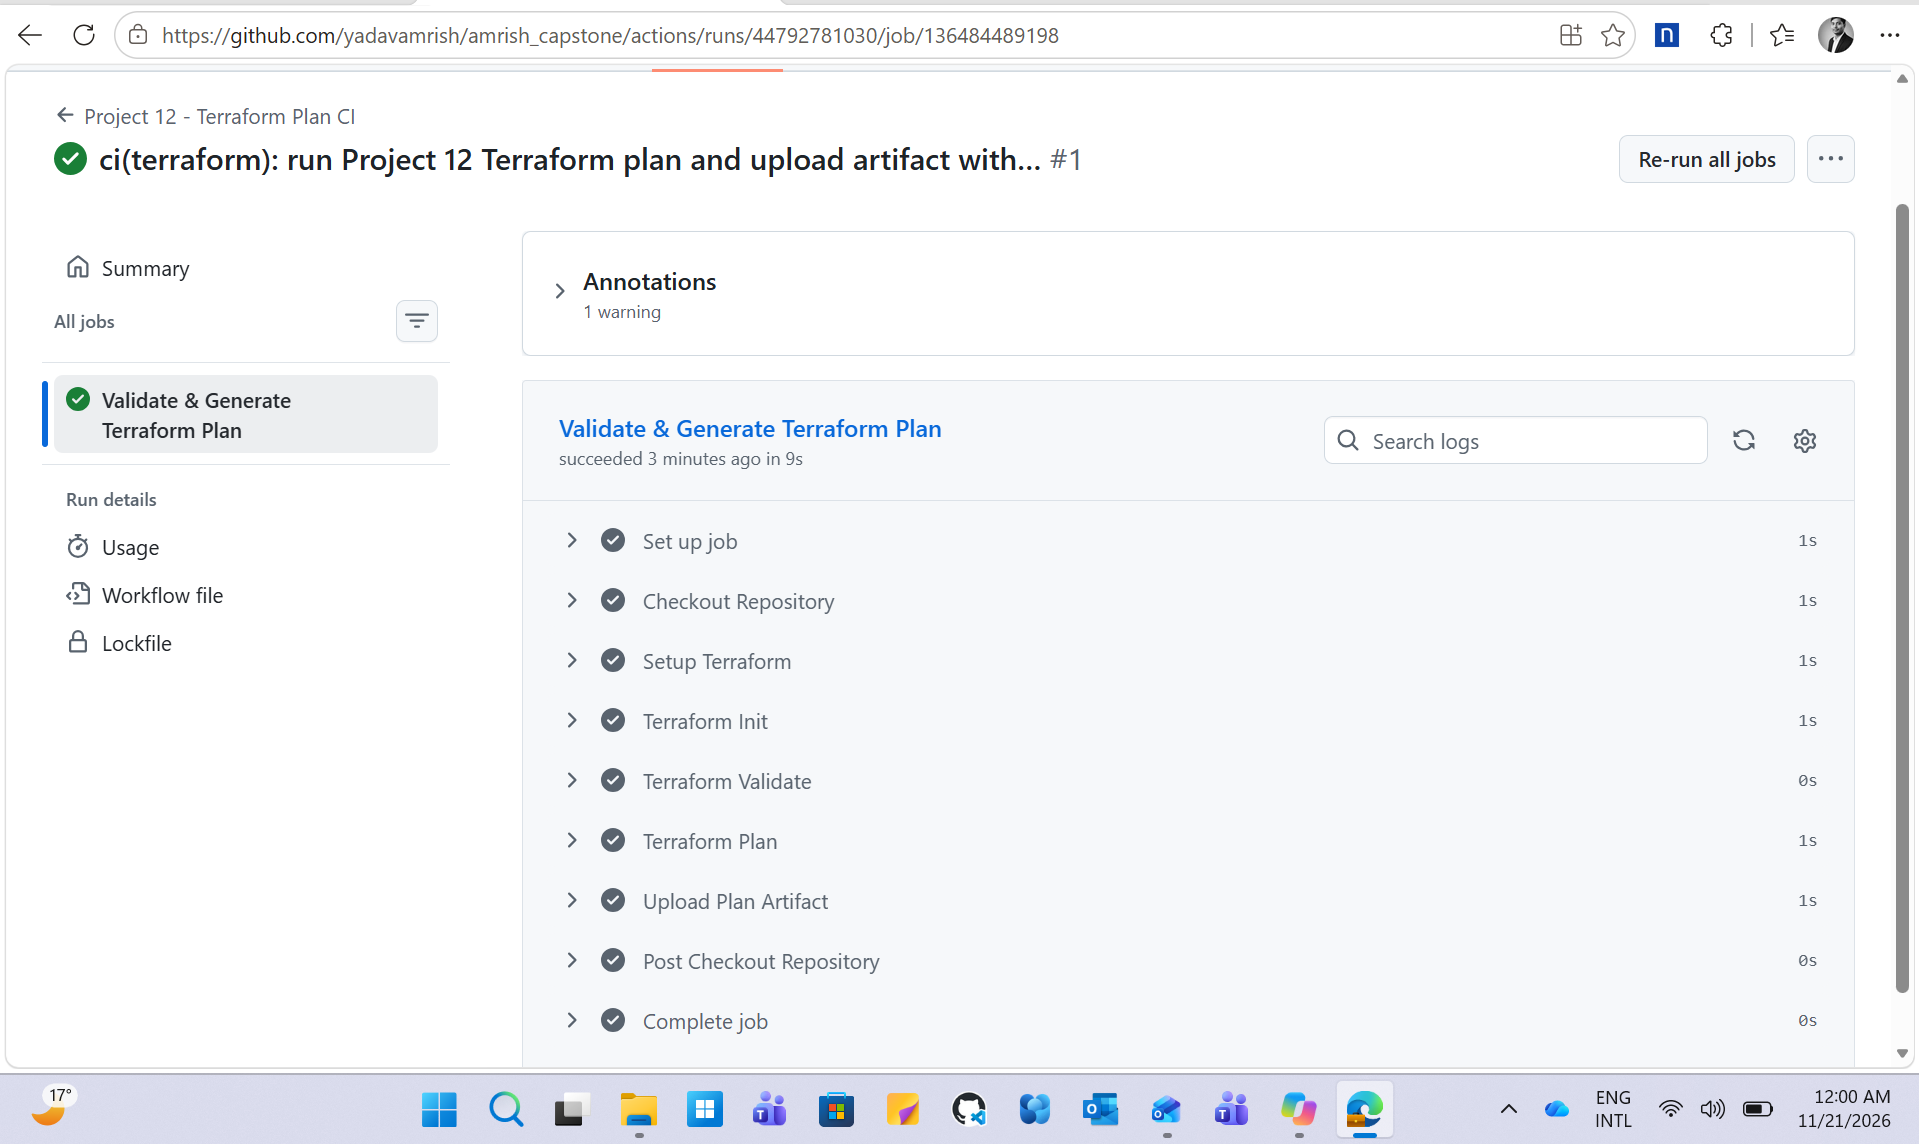 https://github.com/yadavamrish/amrish_capstone/actions/runs/44792781030/job/136484489198
Project 12 - Terraform Plan CI
ci(terraform): run Project 12 Terraform plan and upload artifact with... #1
Re-run all jobs
Summary
All jobs
Validate & Generate
Terraform Plan
Run details
Usage
Workflow file
Lockfile
Annotations
1 warning
Validate & Generate Terraform Plan
succeeded 3 minutes ago in 9s
Search logs
Set up job 1s
Checkout Repository 1s
Setup Terraform 1s
Terraform Init 1s
Terraform Validate 0s
Terraform Plan 1s
Upload Plan Artifact 1s
Post Checkout Repository 0s
Complete job 0s
17°
ENG
INTL
12:00 AM
11/21/2026